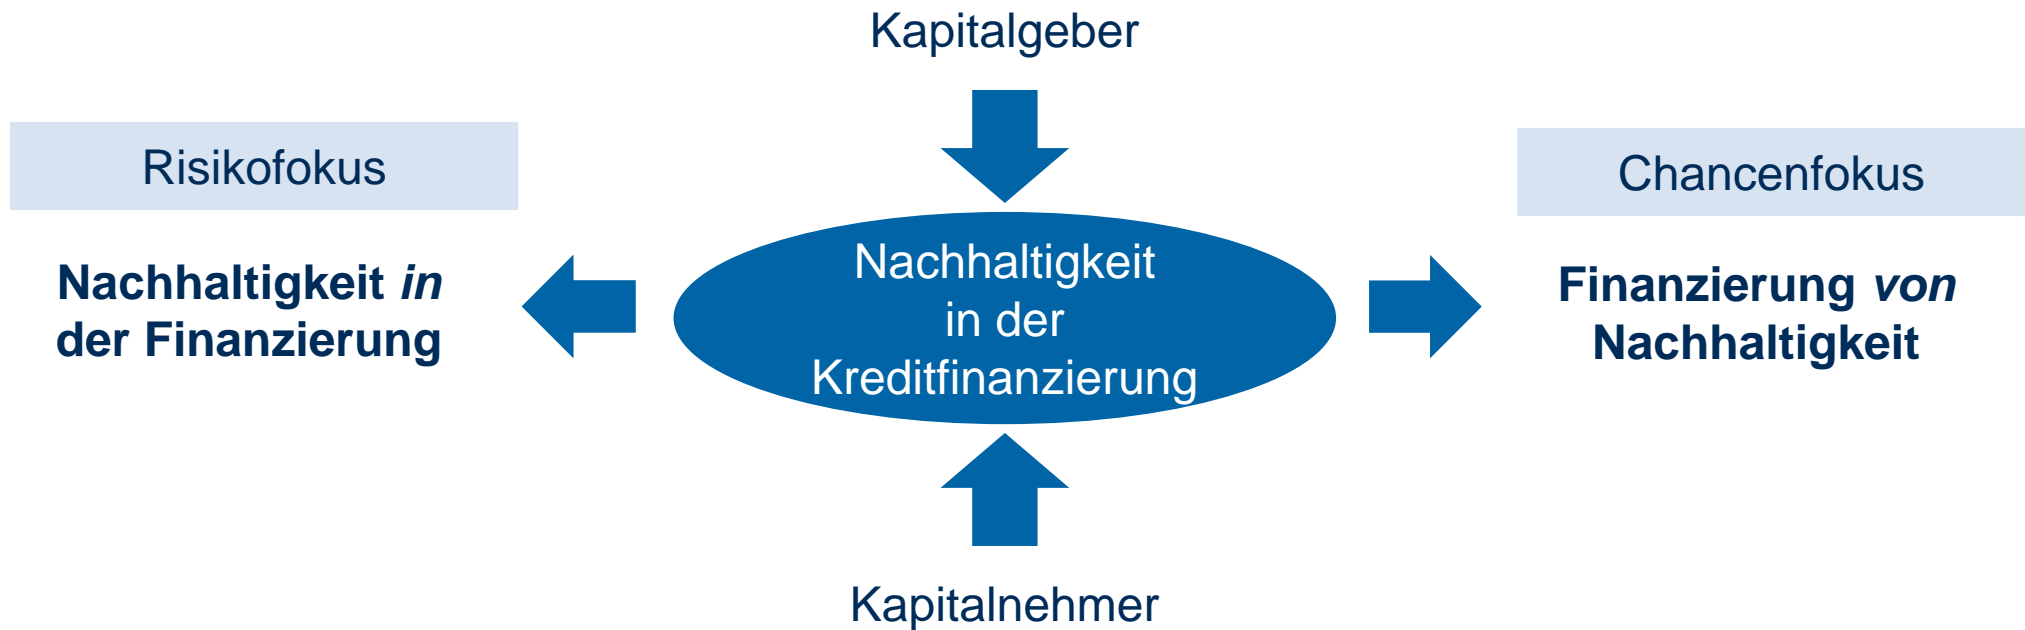 Kapitalgeber
Risikofokus
Chancenfokus
Nachhaltigkeit in
der Finanzierung
Nachhaltigkeit
in der
Kreditfinanzierung
Finanzierung von
Nachhaltigkeit
Kapitalnehmer